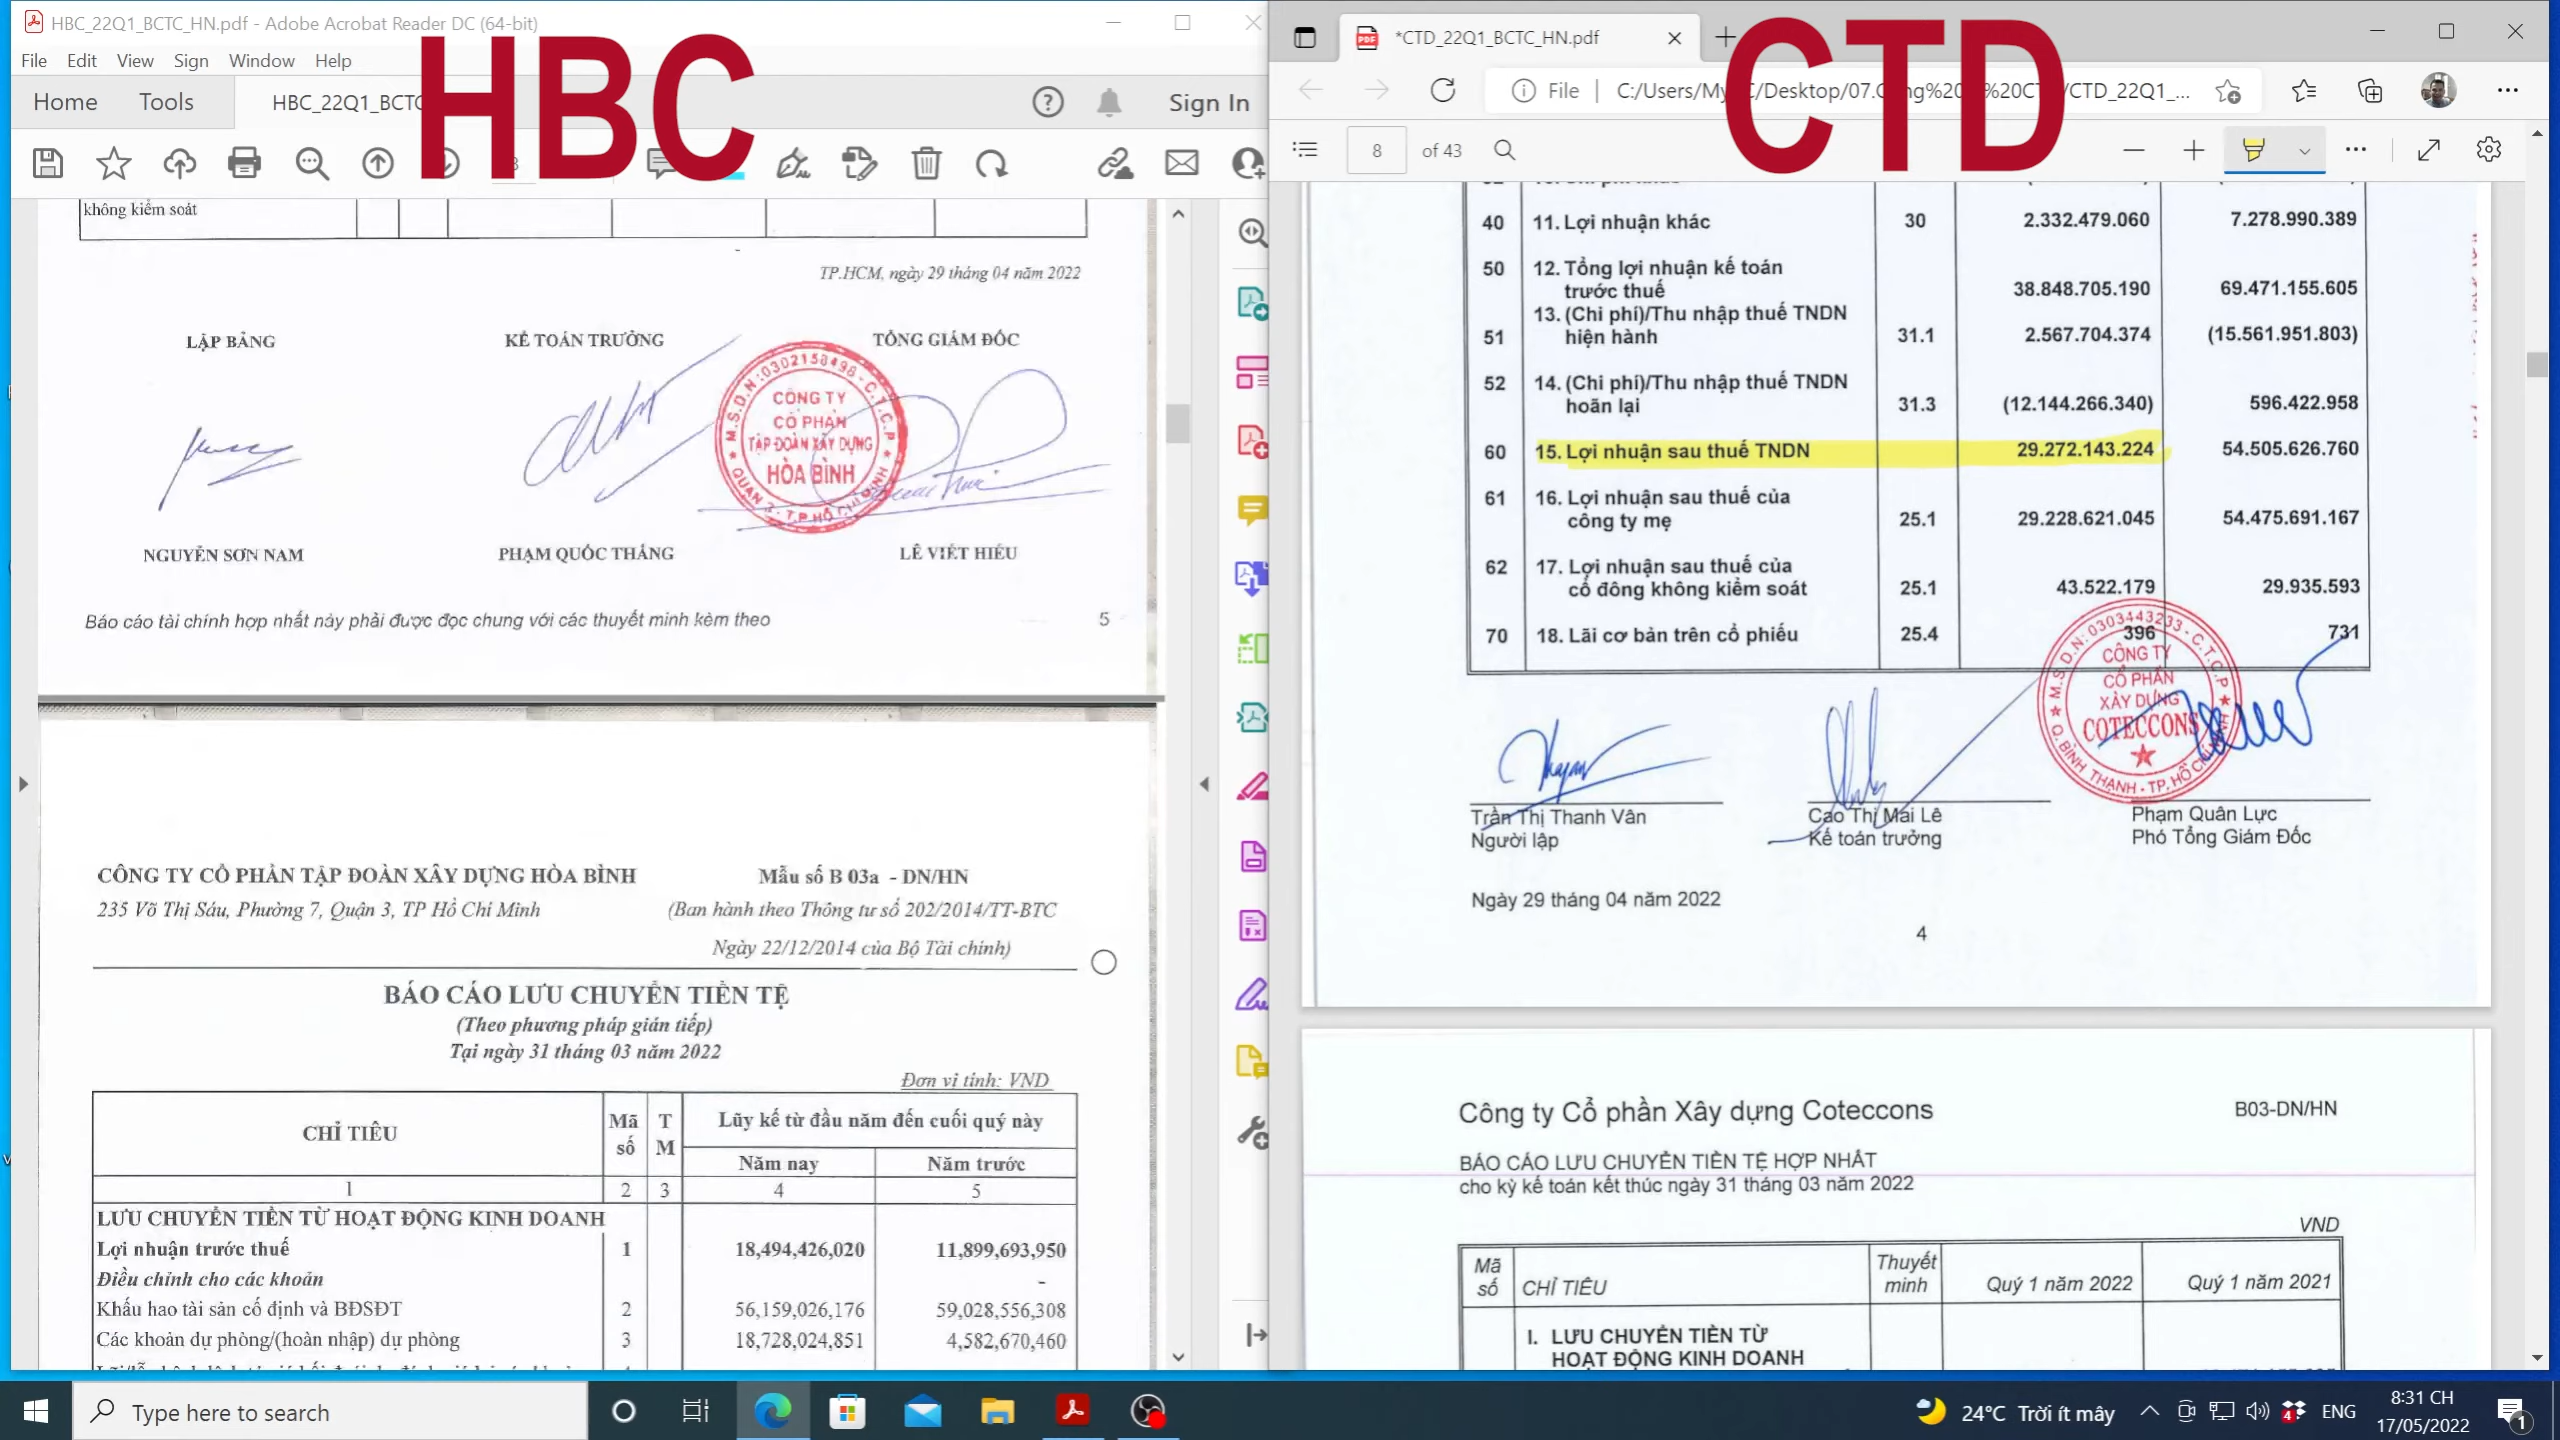 HBC_22Q1_BCTC_HN.pdf - Adobe Acrobat Reader DC (64-bit)
File Edit View Sign Window Help
Home Tools HBC_22Q1_BCTC
Sign In
HBC
không kiểm soát
TP.HCM, ngày 29 tháng 04 năm 2022
LẬP BẢNG KẾ TOÁN TRƯỞNG TỔNG GIÁM ĐỐC
M.S.D.N:0302158498-C.T.C.P
CÔNG TY
CỔ PHẦN
TẬP ĐOÀN XÂY DỰNG
HÒA BÌNH
QUẬN 3 - T.P HỒ CHÍ MINH
NGUYỄN SƠN NAM PHẠM QUỐC THẮNG LÊ VIẾT HIẾU
Báo cáo tài chính hợp nhất này phải được đọc chung với các thuyết minh kèm theo 5
CÔNG TY CỔ PHẦN TẬP ĐOÀN XÂY DỰNG HÒA BÌNH Mẫu số B 03a - DN/HN
235 Võ Thị Sáu, Phường 7, Quận 3, TP Hồ Chí Minh (Ban hành theo Thông tư số 202/2014/TT-BTC
Ngày 22/12/2014 của Bộ Tài chính)
BÁO CÁO LƯU CHUYỂN TIỀN TỆ
(Theo phương pháp gián tiếp)
Tại ngày 31 tháng 03 năm 2022
Đơn vị tính: VND
CHỈ TIÊU Mã số TM Lũy kế từ đầu năm đến cuối quý này
Năm nay Năm trước
1 2 3 4 5
LƯU CHUYỂN TIỀN TỪ HOẠT ĐỘNG KINH DOANH
Lợi nhuận trước thuế 1 18,494,426,020 11,899,693,950
Điều chỉnh cho các khoản -
Khấu hao tài sản cố định và BĐSĐT 2 56,159,026,176 59,028,556,308
Các khoản dự phòng/(hoàn nhập) dự phòng 3 18,728,024,851 4,582,670,460
*CTD_22Q1_BCTC_HN.pdf
File C:/Users/My C/Desktop/07.C ng%20 %20CT /CTD_22Q1_...
8 of 43
CTD
40 11. Lợi nhuận khác 30 2.332.479.060 7.278.990.389
50 12. Tổng lợi nhuận kế toán
trước thuế 38.848.705.190 69.471.155.605
51 13. (Chi phí)/Thu nhập thuế TNDN
hiện hành 31.1 2.567.704.374 (15.561.951.803)
52 14. (Chi phí)/Thu nhập thuế TNDN
hoãn lại 31.3 (12.144.266.340) 596.422.958
60 15. Lợi nhuận sau thuế TNDN 29.272.143.224 54.505.626.760
61 16. Lợi nhuận sau thuế của
công ty mẹ 25.1 29.228.621.045 54.475.691.167
62 17. Lợi nhuận sau thuế của
cổ đông không kiểm soát 25.1 43.522.179 29.935.593
70 18. Lãi cơ bản trên cổ phiếu 25.4 396 731
M.S.D.N: 0303443233 - C.T.C.P
CÔNG TY
CỔ PHẦN
XÂY DỰNG
COTECCONS
Q. BÌNH THẠNH - TP. HỒ CHÍ MINH
Trần Thị Thanh Vân Cao Thị Mai Lê Phạm Quân Lực
Người lập Kế toán trưởng Phó Tổng Giám Đốc
Ngày 29 tháng 04 năm 2022
4
Công ty Cổ phần Xây dựng Coteccons B03-DN/HN
BÁO CÁO LƯU CHUYỂN TIỀN TỆ HỢP NHẤT
cho kỳ kế toán kết thúc ngày 31 tháng 03 năm 2022
VND
Mã số CHỈ TIÊU Thuyết minh Quý 1 năm 2022 Quý 1 năm 2021
I. LƯU CHUYỂN TIỀN TỪ
HOẠT ĐỘNG KINH DOANH
Type here to search
24°C Trời ít mây
4
ENG
8:31 CH
17/05/2022
1